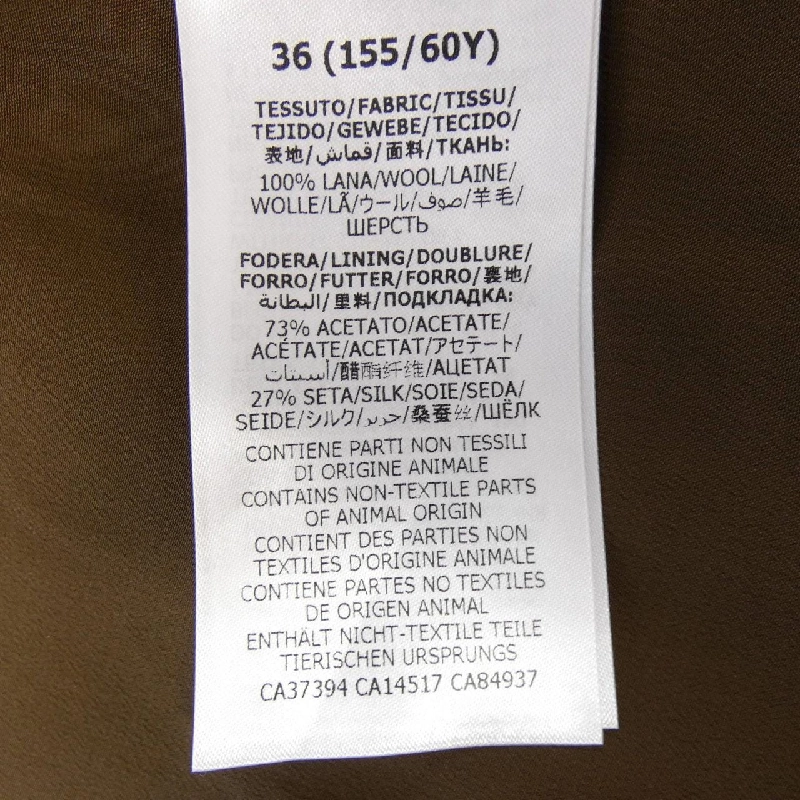 36 (155/60Y)
TESSUTO/FABRIC/TISSU/
TEJIDO/GEWEBE/TECIDO/
表地/قماش/面料/ТКАНЬ:
100% LANA/WOOL/LAINE/
WOLLE/LÃ/ウール/صوف/羊毛/
ШЕРСТЬ
FODERA/LINING/DOUBLURE/
FORRO/FUTTER/FORRO/裏地/
البطانة/里料/ПОДКЛАДКА:
73% ACETATO/ACETATE/
ACÉTATE/ACETAT/アセテート/
أسيتات/醋酯纤维/АЦЕТАТ
27% SETA/SILK/SOIE/SEDA/
SEIDE/シルク/حرير/桑蚕丝/ШЁЛК
CONTIENE PARTI NON TESSILI
DI ORIGINE ANIMALE
CONTAINS NON-TEXTILE PARTS
OF ANIMAL ORIGIN
CONTIENT DES PARTIES NON
TEXTILES D'ORIGINE ANIMALE
CONTIENE PARTES NO TEXTILES
DE ORIGEN ANIMAL
ENTHÄLT NICHT-TEXTILE TEILE
TIERISCHEN URSPRUNGS
CA37394 CA14517 CA84937